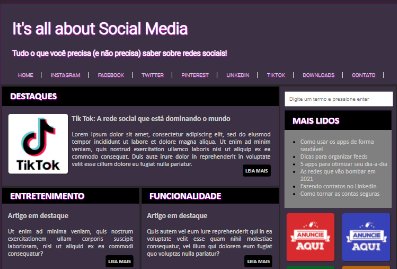 It's all about Social Media
Tudo o que você precisa (e não precisa) saber sobre redes sociais!
HOME | INSTAGRAM | FACEBOOK | TWITTER | PINTEREST | LINKEDIN | TIKTOK | DOWNLOADS | CONTATO |
DESTAQUES
TikTok
Tik Tok: A rede social que está dominando o mundo
Lorem ipsum dolor sit amet, consectetur adipiscing elit, sed do eiusmod
tempor incididunt ut labore et dolore magna aliqua. Ut enim ad minim
veniam, quis nostrud exercitation ullamco laboris nisi ut aliquip ex ea
commodo consequat. Duis aute irure dolor in reprehenderit in voluptate
velit esse cillum dolore eu fugiat nulla pariatur.
LEIA MAIS
ENTRETENIMENTO
Artigo em destaque
Ut enim ad minima veniam, quis nostrum
exercitationem ullam corporis suscipit
laboriosam, nisi ut aliquid ex ea commodi
consequatur?
LEIA MAIS
FUNCIONALIDADE
Artigo em destaque
Quis autem vel eum iure reprehenderit qui in ea
voluptate velit esse quam nihil molestiae
consequatur, vel illum qui dolorem eum fugiat
quo voluptas nulla pariatur?
LEIA MAIS
Digite um termo e pressione enter
MAIS LIDOS
Como usar os apps de forma
saudável
Dicas para organizar feeds
5 apps para otimizar seu dia-a-dia
As redes que vão bombar em
2021
Fazendo contatos no LinkedIn
Como tornar as contas seguras
ANUNCIE
AQUI
ANUNCIE
AQUI